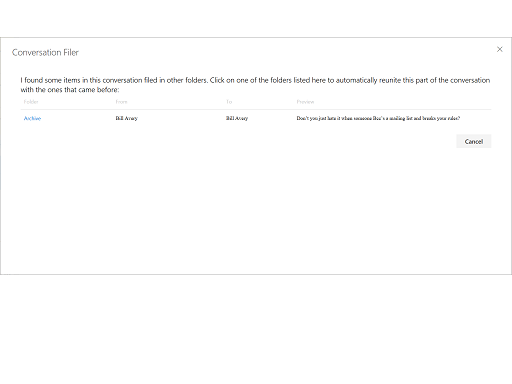 Conversation Filer
I found some items in this conversation filed in other folders. Click on one of the folders listed here to automatically reunite this part of the conversation
with the ones that came before:
Folder From To Preview
Archive Bill Avery Bill Avery Don't you just hate it when someone Bcc's a mailing list and breaks your rules?
Cancel